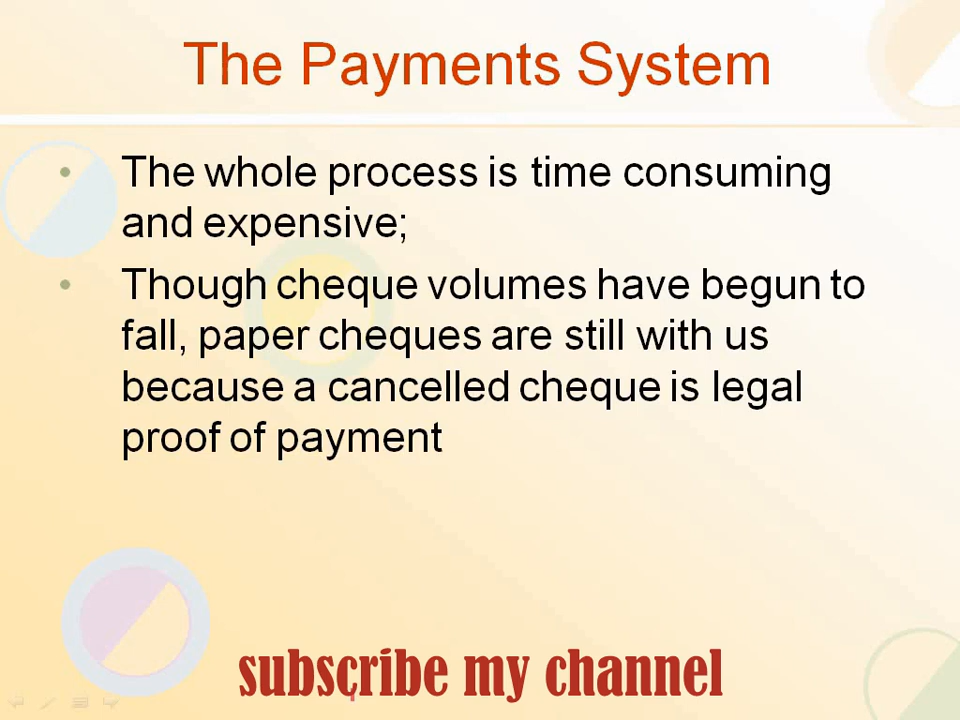 The Payments System
• The whole process is time consuming
and expensive;
• Though cheque volumes have begun to
fall, paper cheques are still with us
because a cancelled cheque is legal
proof of payment
subscribe my channel